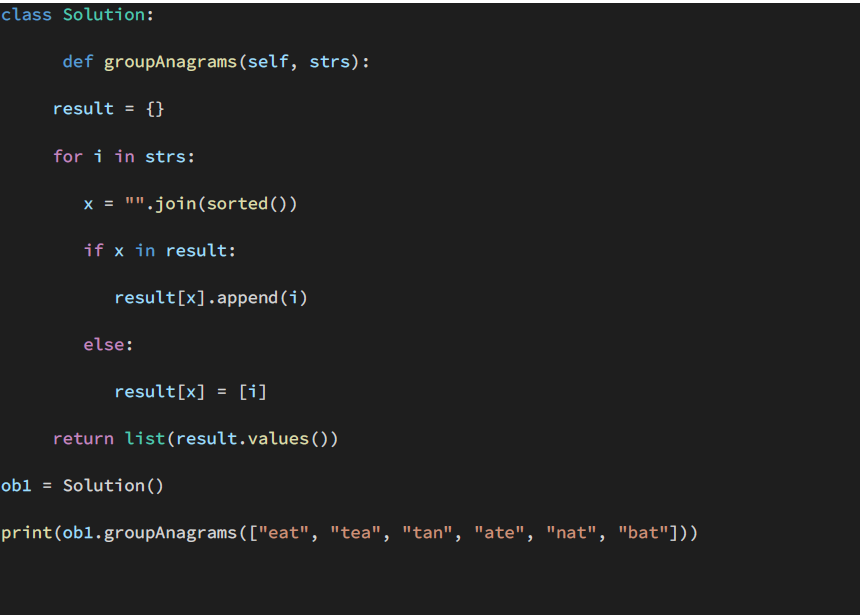 class Solution:
      def groupAnagrams(self, strs):
     result = {}
     for i in strs:
        x = "".join(sorted())
        if x in result:
           result[x].append(i)
        else:
           result[x] = [i]
     return list(result.values())
ob1 = Solution()
print(ob1.groupAnagrams(["eat", "tea", "tan", "ate", "nat", "bat"]))